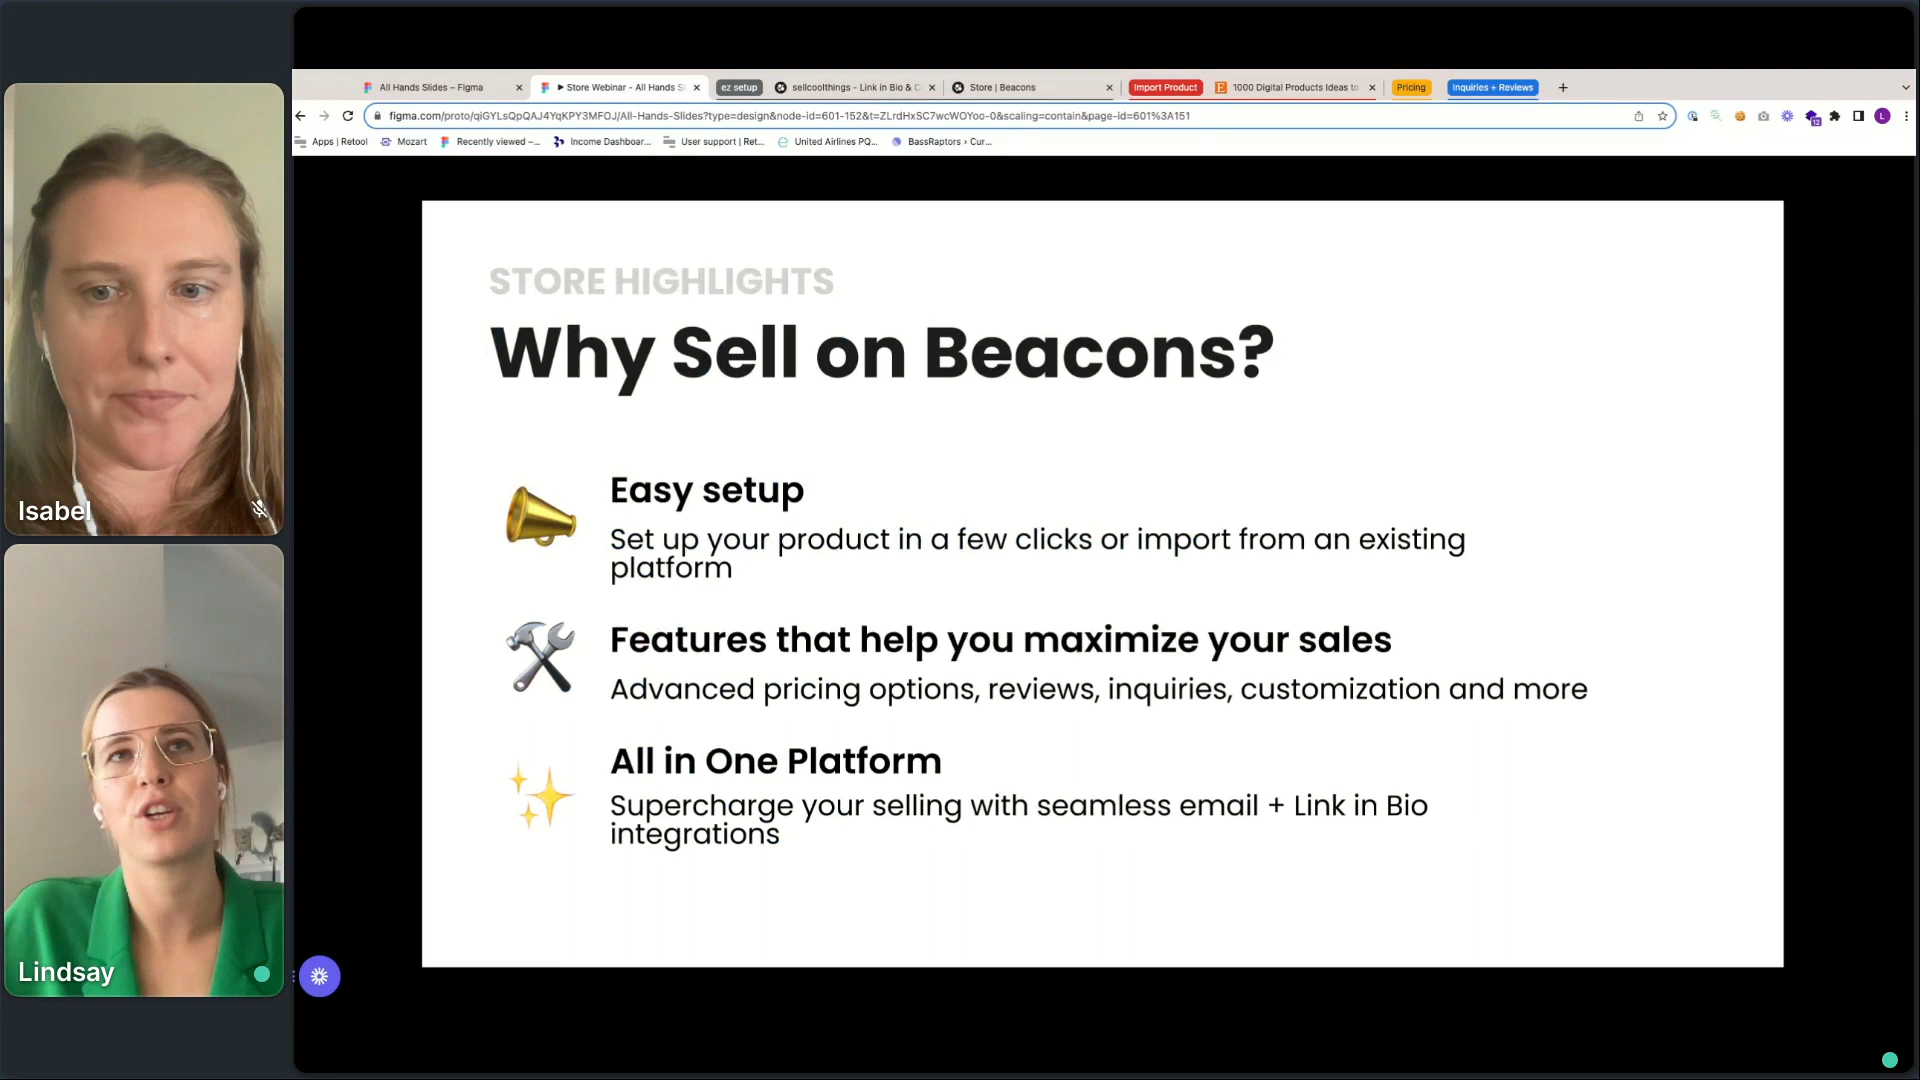 All Hands Slides – Figma
Store Webinar - All Hands S
ez setup
sellcoolthings - Link in Bio & C
Store | Beacons
Import Product
1000 Digital Products Ideas to
Pricing
Inquiries + Reviews
figma.com/proto/qiGYLsQpQAJ4YqKPY3MFOJ/All-Hands-Slides?type=design&node-id=601-152&t=ZLrdHxSC7wcWOYoo-0&scaling=contain&page-id=601%3A151
12
L
Apps | Retool
Mozart
Recently viewed –...
Income Dashboar...
User support | Ret...
United Airlines PQ...
BassRaptors › Cur...
STORE HIGHLIGHTS
Why Sell on Beacons?
Easy setup
Set up your product in a few clicks or import from an existing
platform
Features that help you maximize your sales
Advanced pricing options, reviews, inquiries, customization and more
All in One Platform
Supercharge your selling with seamless email + Link in Bio
integrations
Isabel
Lindsay